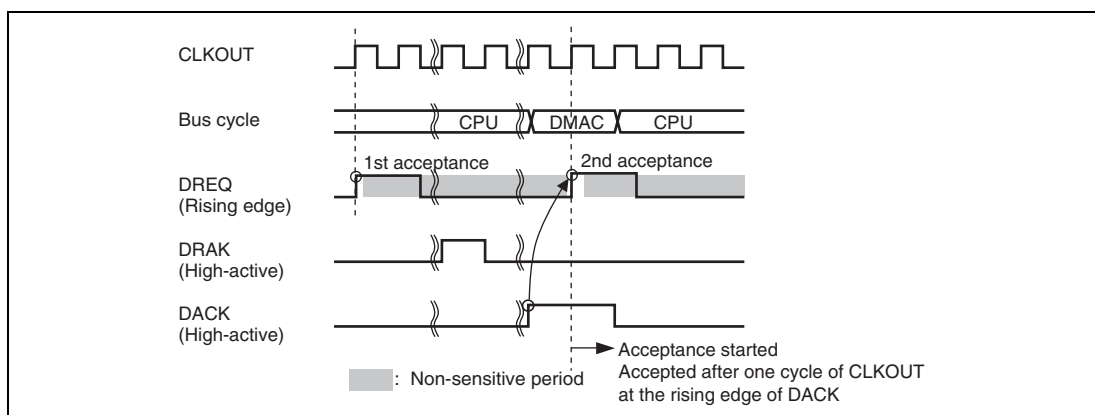 CLKOUT
Bus cycle
CPU
DMAC
CPU
1st acceptance
2nd acceptance
DREQ
(Rising edge)
DRAK
(High-active)
DACK
(High-active)
Acceptance started
Accepted after one cycle of CLKOUT
at the rising edge of DACK
: Non-sensitive period